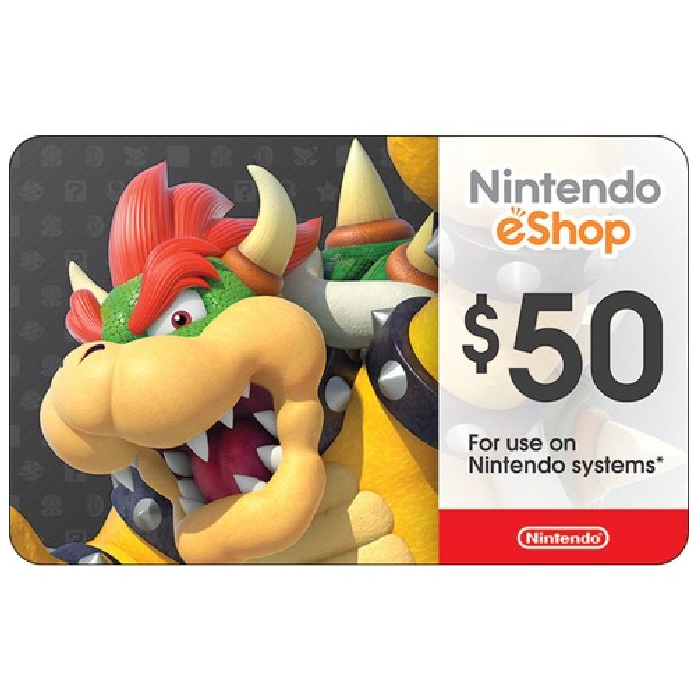 Nintendo
eShop
$50
For use on
Nintendo systems*
Nintendo